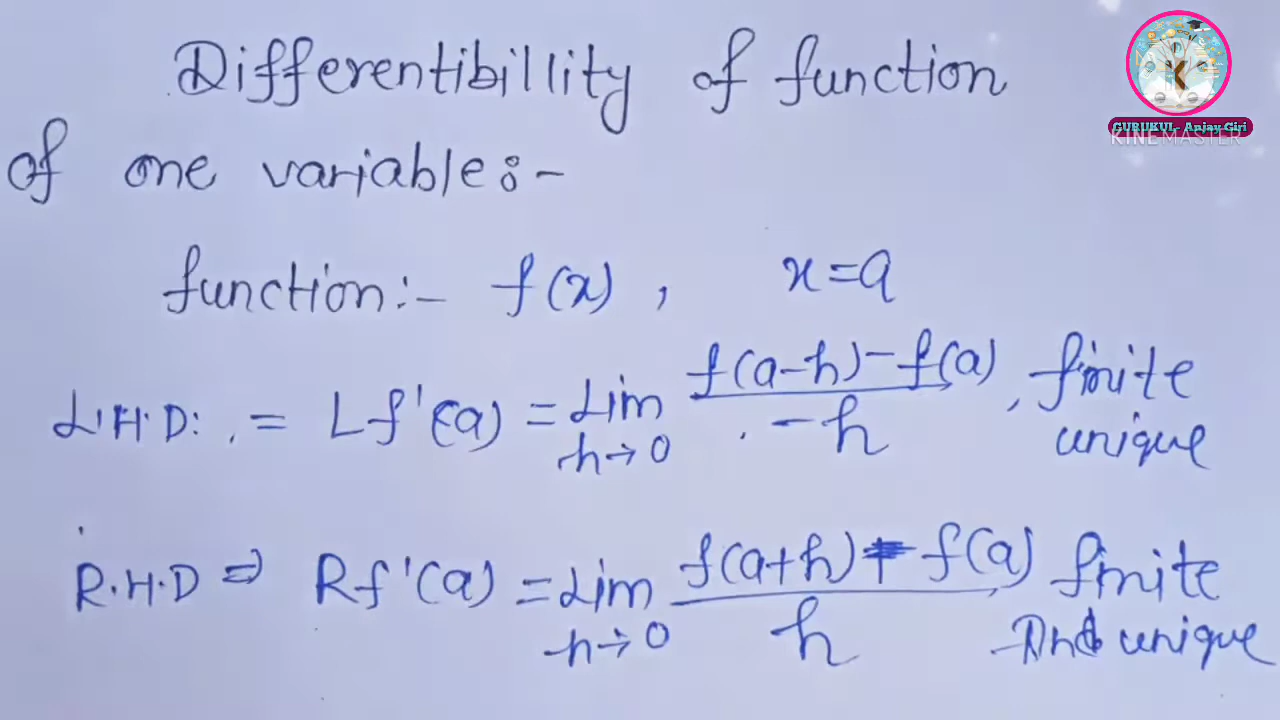 Differentibillity of function
of one variable:-
function:- f(x) , x=a
L.H.D. = Lf'(a) = Lim h→0 f(a-h)-f(a) / -h , finite unique
R.H.D ⇒ Rf'(a) = Lim h→0 f(a+h) - f(a) / h finite And unique
GURUKUL- Anjay Giri
KINEMASTER